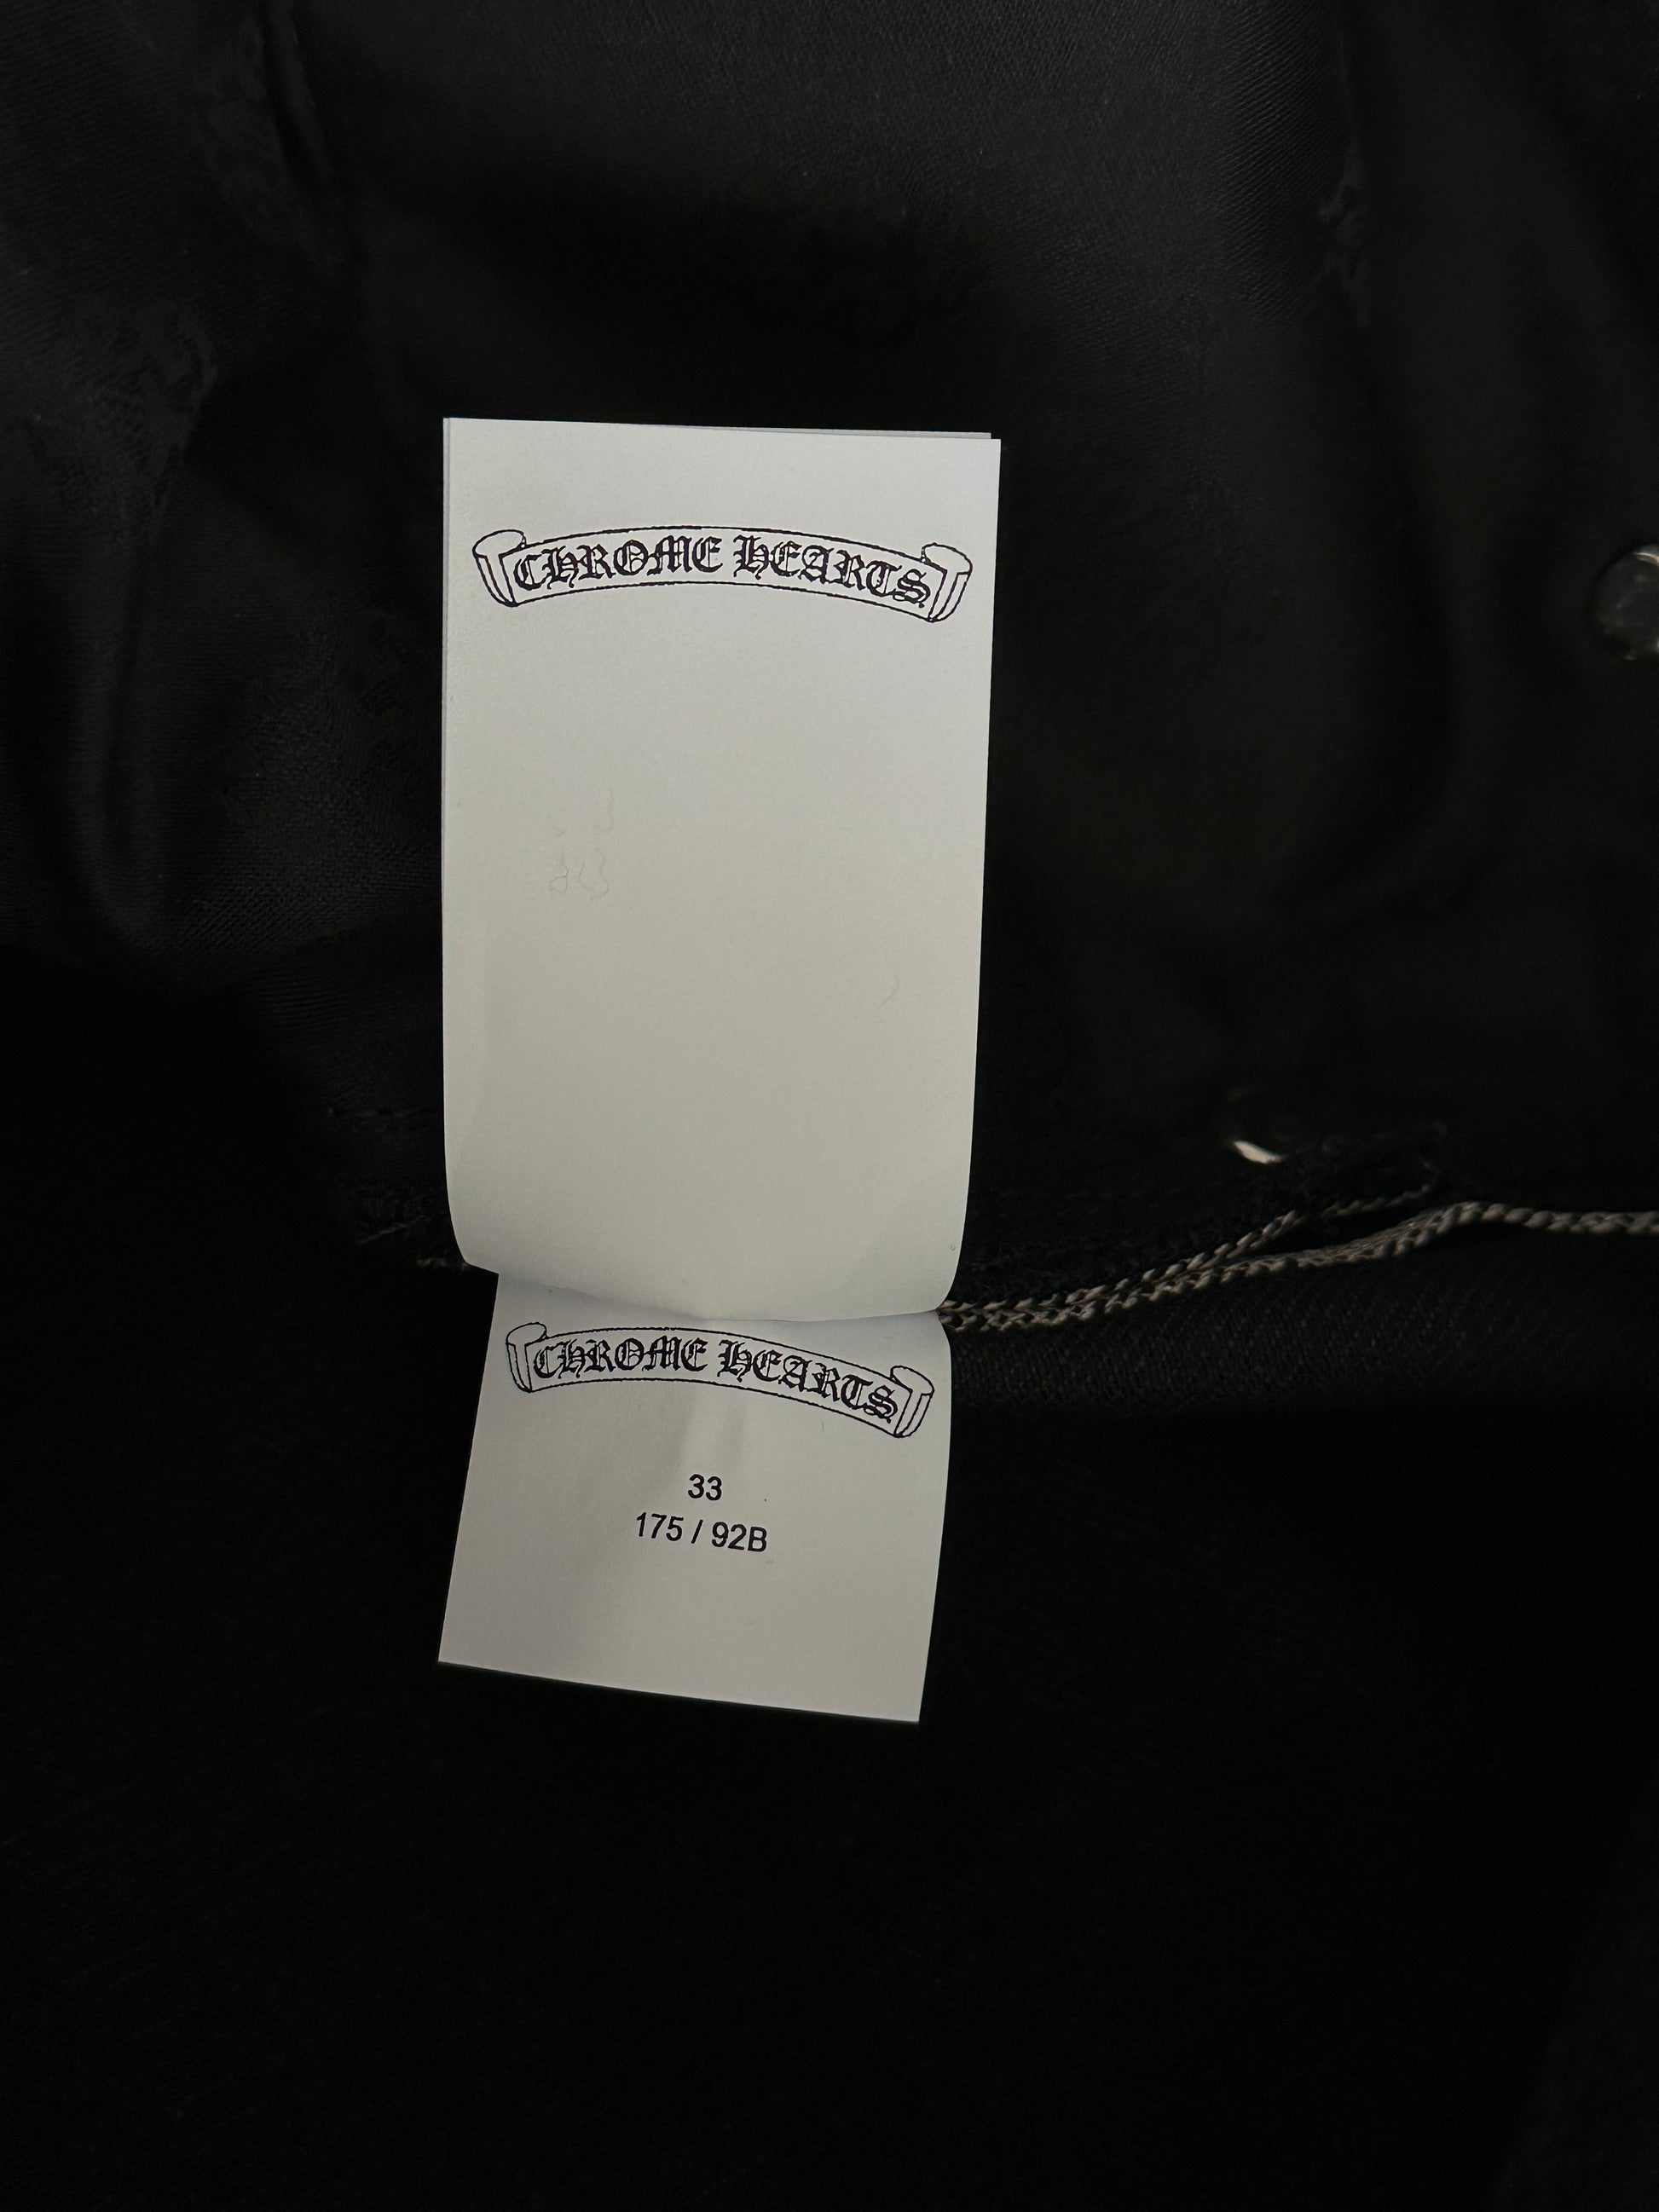 CHROME HEARTS
CHROME HEARTS
33
175 / 92B